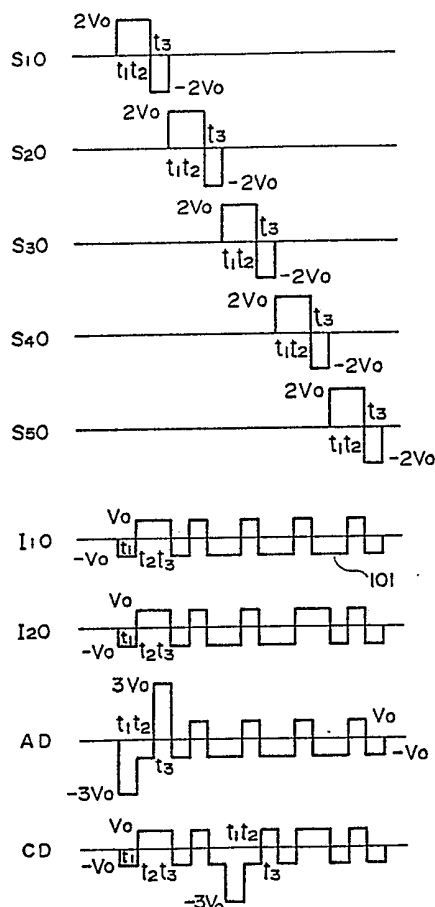 2Vo
t3
S1O
t1t2
-2Vo
2Vo
t3
S2O
t1t2
-2Vo
2Vo
t3
S3O
t1t2
-2Vo
2Vo
t3
S4O
t1t2
-2Vo
2Vo
t3
S5O
t1t2
-2Vo
Vo
I1O
-Vo
t1
t2t3
101
Vo
I2O
-Vo
t1
t2t3
3Vo
t1t2
Vo
AD
t3
-Vo
-3Vo
Vo
t1t2
CD
-Vo
t1
t2t3
t3
-3Vo